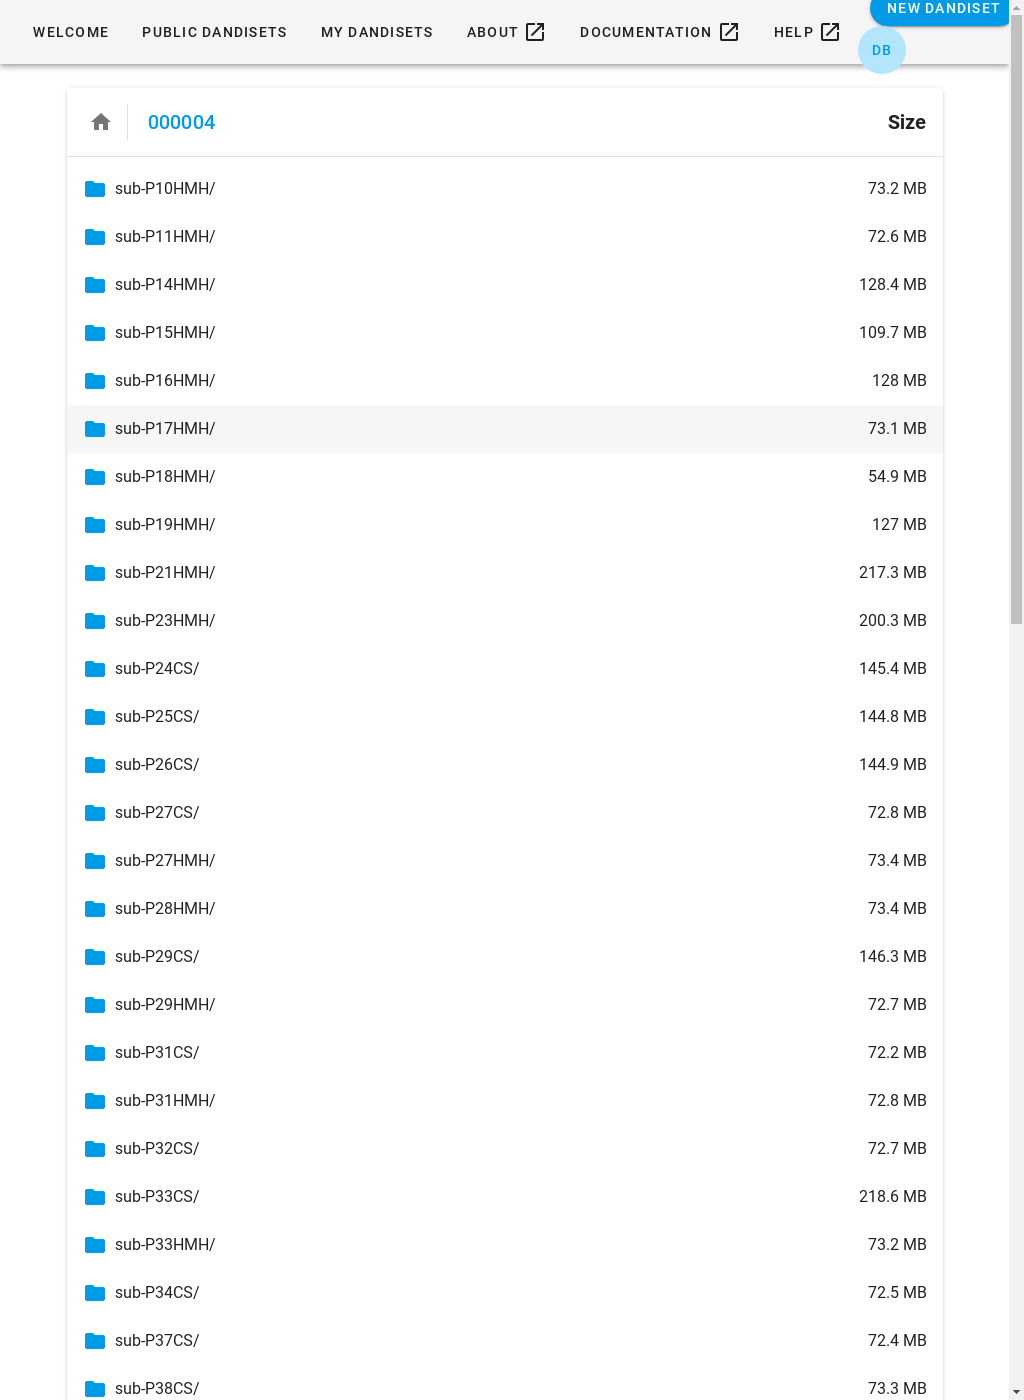 WELCOME PUBLIC DANDISETS MY DANDISETS ABOUT DOCUMENTATION HELP NEW DANDISET
DB
000004 Size
sub-P10HMH/ 73.2 MB
sub-P11HMH/ 72.6 MB
sub-P14HMH/ 128.4 MB
sub-P15HMH/ 109.7 MB
sub-P16HMH/ 128 MB
sub-P17HMH/ 73.1 MB
sub-P18HMH/ 54.9 MB
sub-P19HMH/ 127 MB
sub-P21HMH/ 217.3 MB
sub-P23HMH/ 200.3 MB
sub-P24CS/ 145.4 MB
sub-P25CS/ 144.8 MB
sub-P26CS/ 144.9 MB
sub-P27CS/ 72.8 MB
sub-P27HMH/ 73.4 MB
sub-P28HMH/ 73.4 MB
sub-P29CS/ 146.3 MB
sub-P29HMH/ 72.7 MB
sub-P31CS/ 72.2 MB
sub-P31HMH/ 72.8 MB
sub-P32CS/ 72.7 MB
sub-P33CS/ 218.6 MB
sub-P33HMH/ 73.2 MB
sub-P34CS/ 72.5 MB
sub-P37CS/ 72.4 MB
sub-P38CS/ 73.3 MB